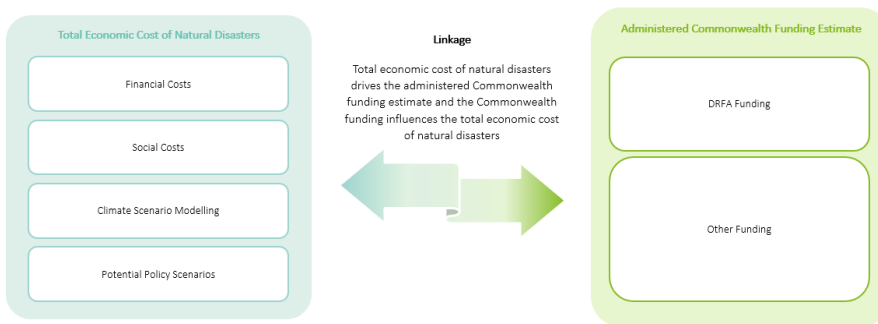 Total Economic Cost of Natural Disasters
Financial Costs
Social Costs
Climate Scenario Modelling
Potential Policy Scenarios
Linkage
Total economic cost of natural disasters
drives the administered Commonwealth
funding estimate and the Commonwealth
funding influences the total economic cost
of natural disasters
Administered Commonwealth Funding Estimate
DRFA Funding
Other Funding